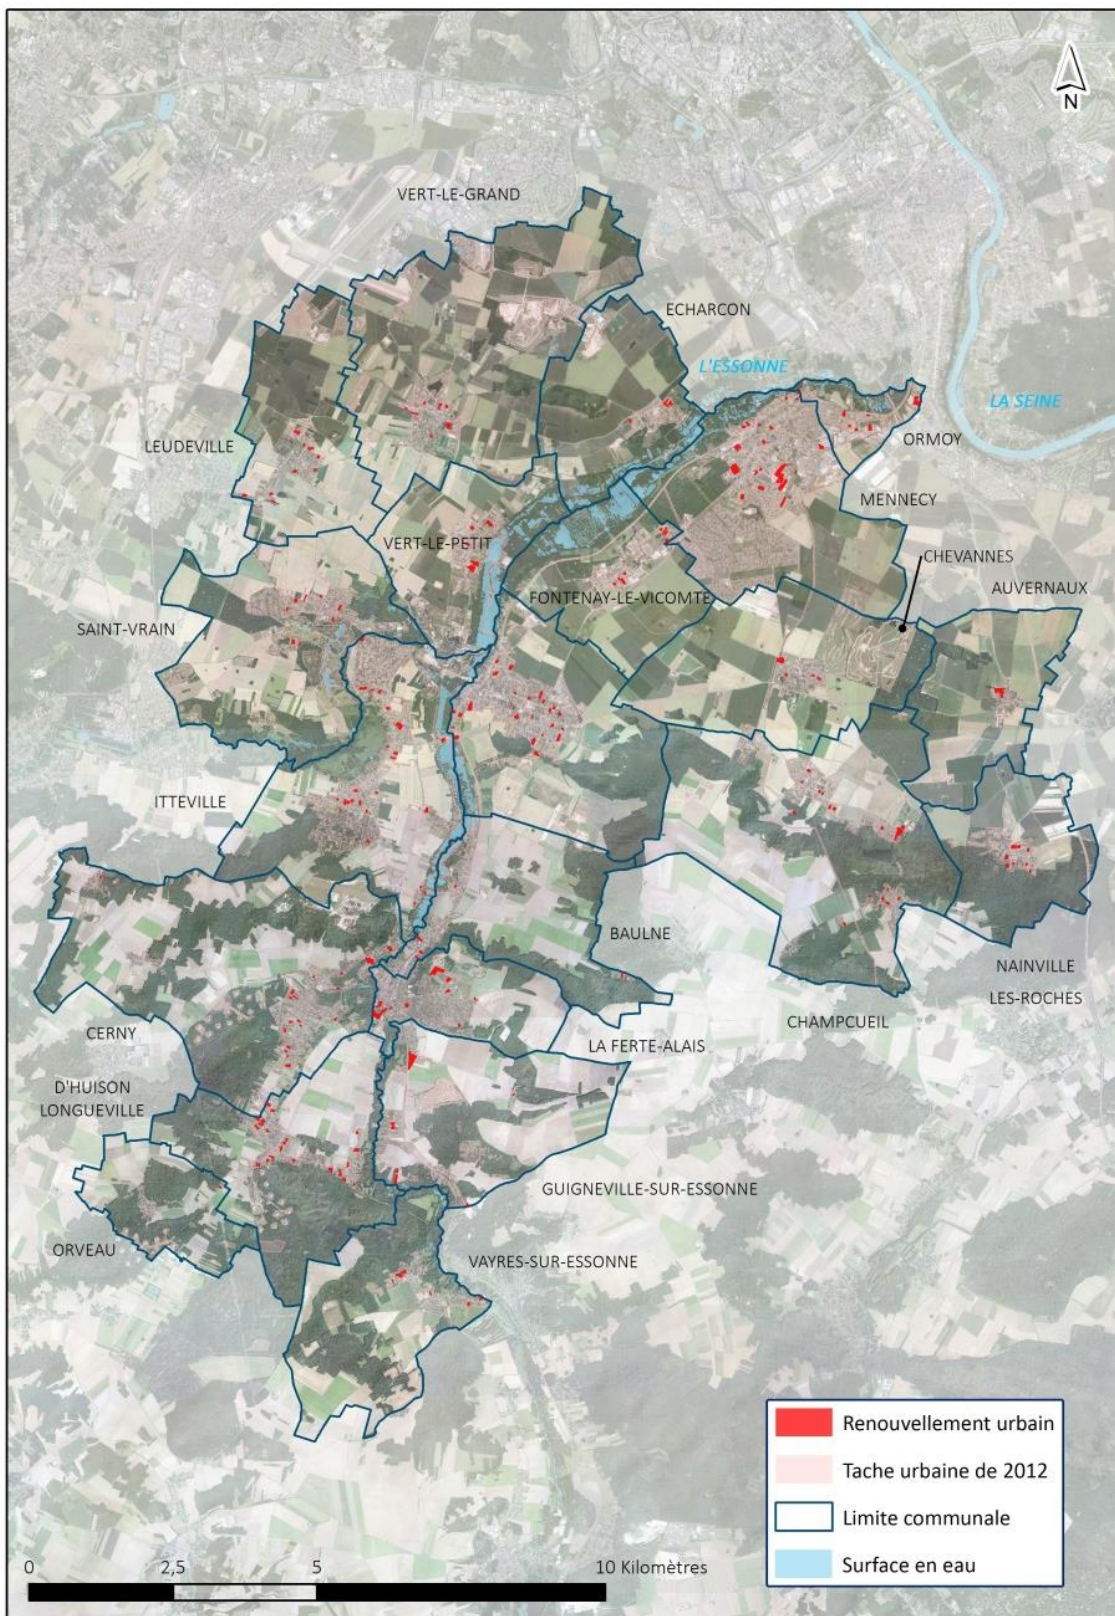 N
VERT-LE-GRAND
ECHARCON
L'ESSONNE
LA SEINE
LEUDEVILLE
ORMOY
MENNECY
VERT-LE-PETIT
CHEVANNES
AUVERNAUX
FONTENAY-LE-VICOMTE
SAINT-VRAIN
ITTEVILLE
BAULNE
NAINVILLE
LES-ROCHES
CHAMPCUEIL
CERNY
LA FERTE-ALAIS
D'HUISON
LONGUEVILLE
GUIGNEVILLE-SUR-ESSONNE
ORVEAU
VAYRES-SUR-ESSONNE
Renouvellement urbain
Tache urbaine de 2012
Limite communale
Surface en eau
0 2,5 5 10 Kilomètres